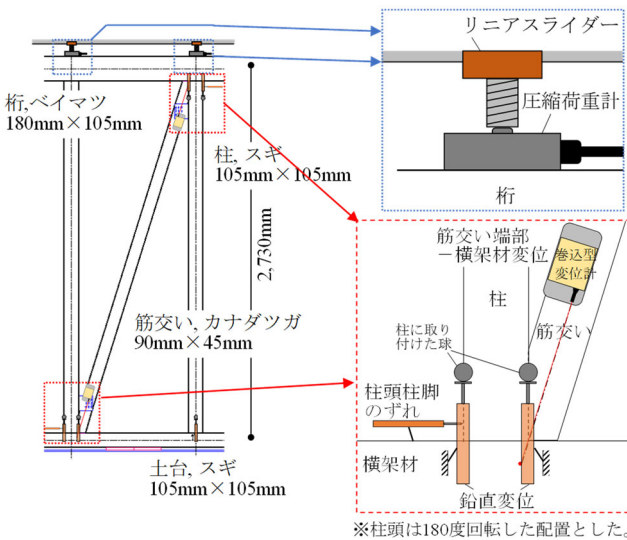 リニアスライダー
圧縮荷重計
桁
桁,ベイマツ
180mm×105mm
柱, スギ
105mm×105mm
2,730mm
筋交い, カナダツガ
90mm×45mm
土台, スギ
105mm×105mm
筋交い端部
－横架材変位
巻込型
変位計
柱
筋交い
柱に取り
付けた球
柱頭柱脚
のずれ
横架材
鉛直変位
※柱頭は180度回転した配置とした。